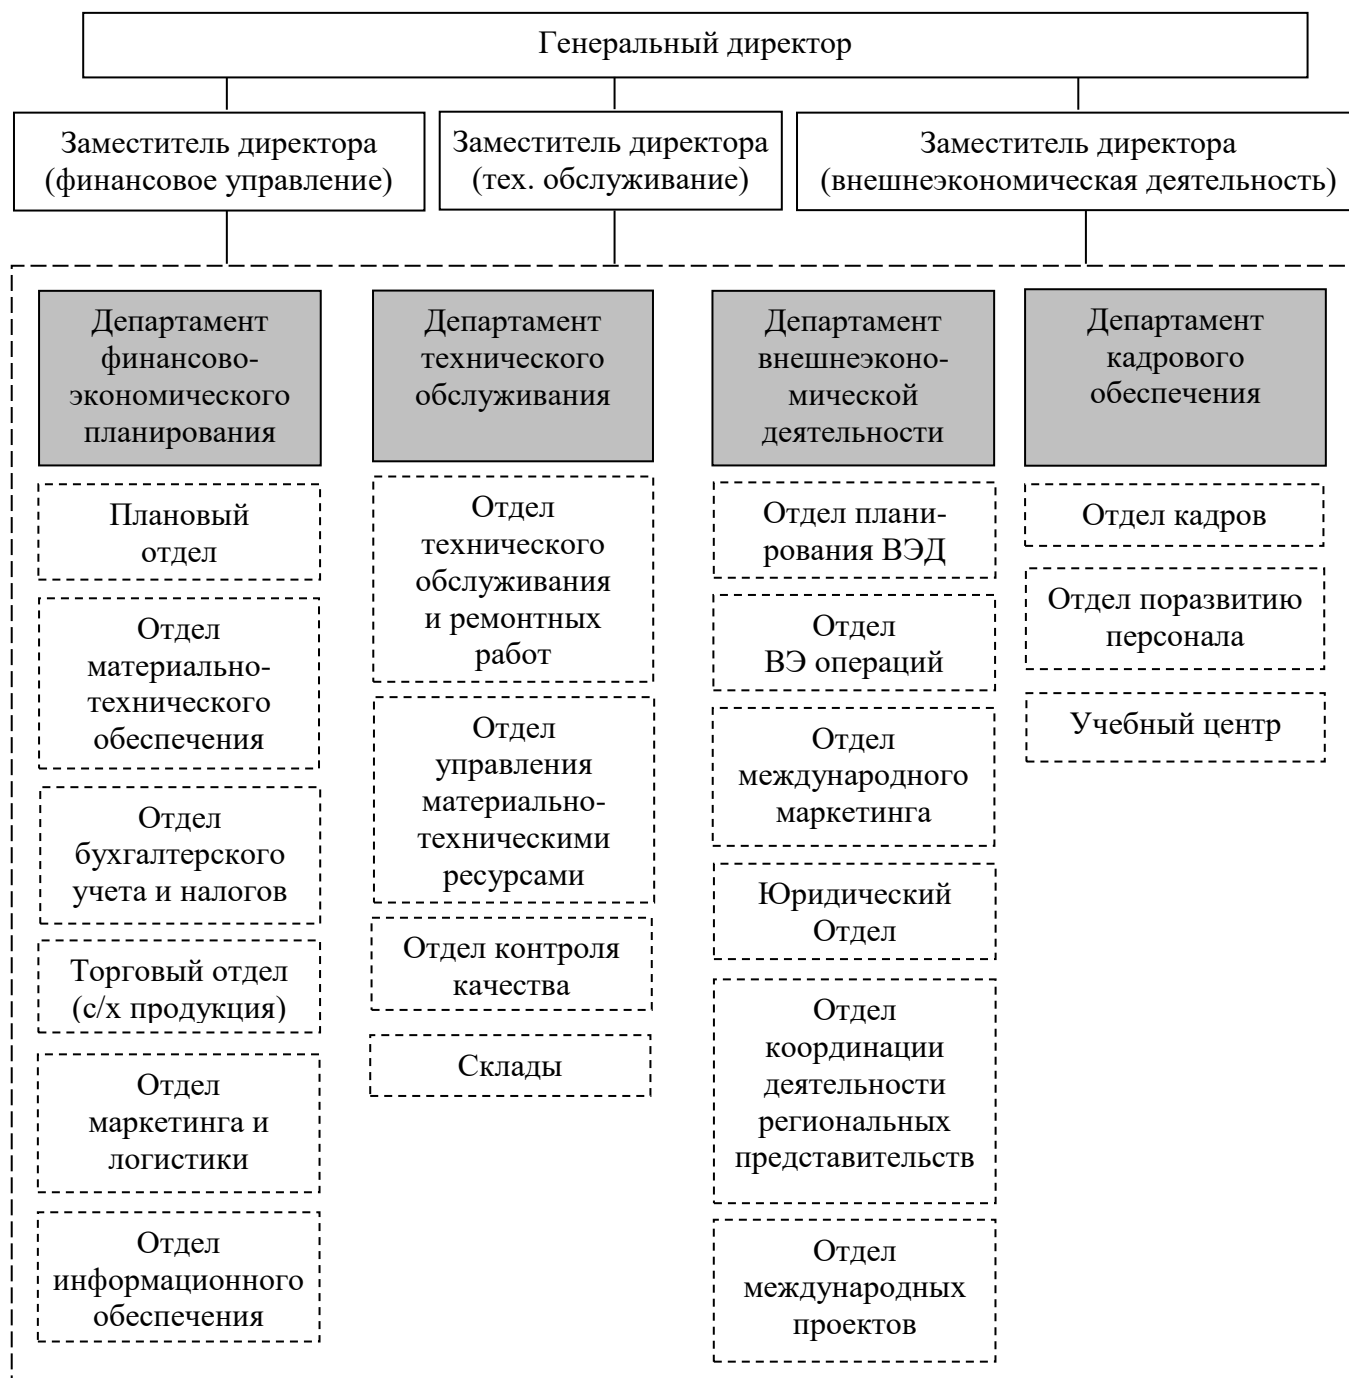 Генеральный директор
Заместитель директора
(финансовое управление)
Заместитель директора
(тех. обслуживание)
Заместитель директора
(внешнеэкономическая деятельность)
Департамент
финансово-
экономического
планирования
Плановый
отдел
Отдел
материально-
технического
обеспечения
Отдел
бухгалтерского
учета и налогов
Торговый отдел
(с/х продукция)
Отдел
маркетинга и
логистики
Отдел
информационного
обеспечения
Департамент
технического
обслуживания
Отдел
технического
обслуживания
и ремонтных
работ
Отдел
управления
материально-
техническими
ресурсами
Отдел контроля
качества
Склады
Департамент
внешнеэконо-
мической
деятельности
Отдел плани-
рования ВЭД
Отдел
ВЭ операций
Отдел
международного
маркетинга
Юридический
Отдел
Отдел
координации
деятельности
региональных
представительств
Отдел
международных
проектов
Департамент
кадрового
обеспечения
Отдел кадров
Отдел поразвитию
персонала
Учебный центр